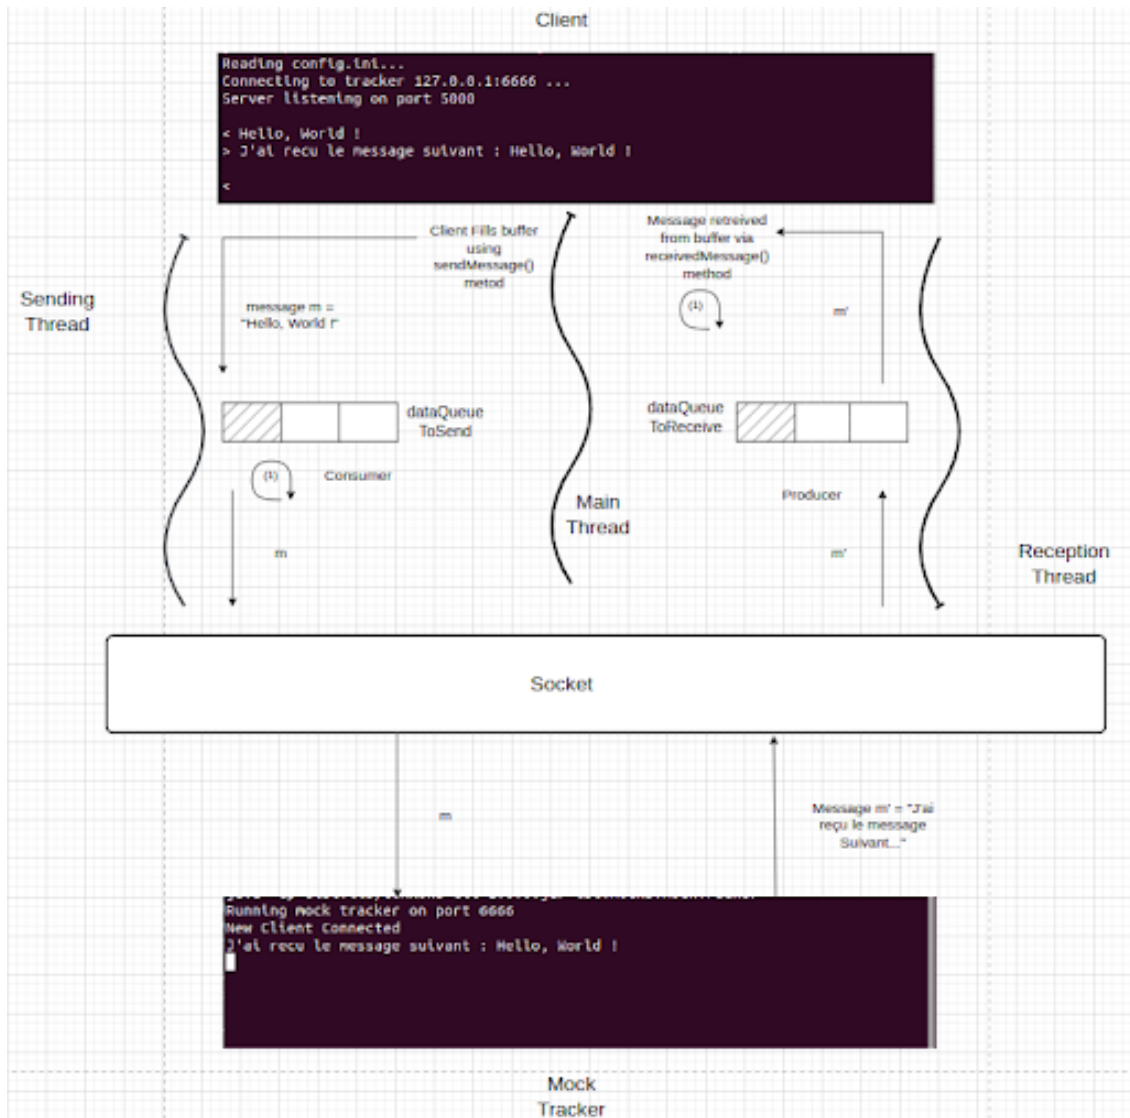 Client
Reading config.ini...
Connecting to tracker 127.0.0.1:6666 ...
Server listening on port 5000
< Hello, World !
> J'ai recu le message suivant : Hello, World !
<
Client Fills buffer
using
sendMessage()
metod
Message retreived
from buffer via
receivedMessage()
method
Sending
Thread
message m =
"Hello, World !"
(1)
m'
dataQueue
ToSend
dataQueue
ToReceive
(1)
Consumer
Main
Thread
Producer
m
m'
Reception
Thread
Socket
m
Message m' = "J'ai
reçu le message
Suivant..."
Running mock tracker on port 6666
New Client Connected
J'ai recu le message suivant : Hello, World !
Mock
Tracker